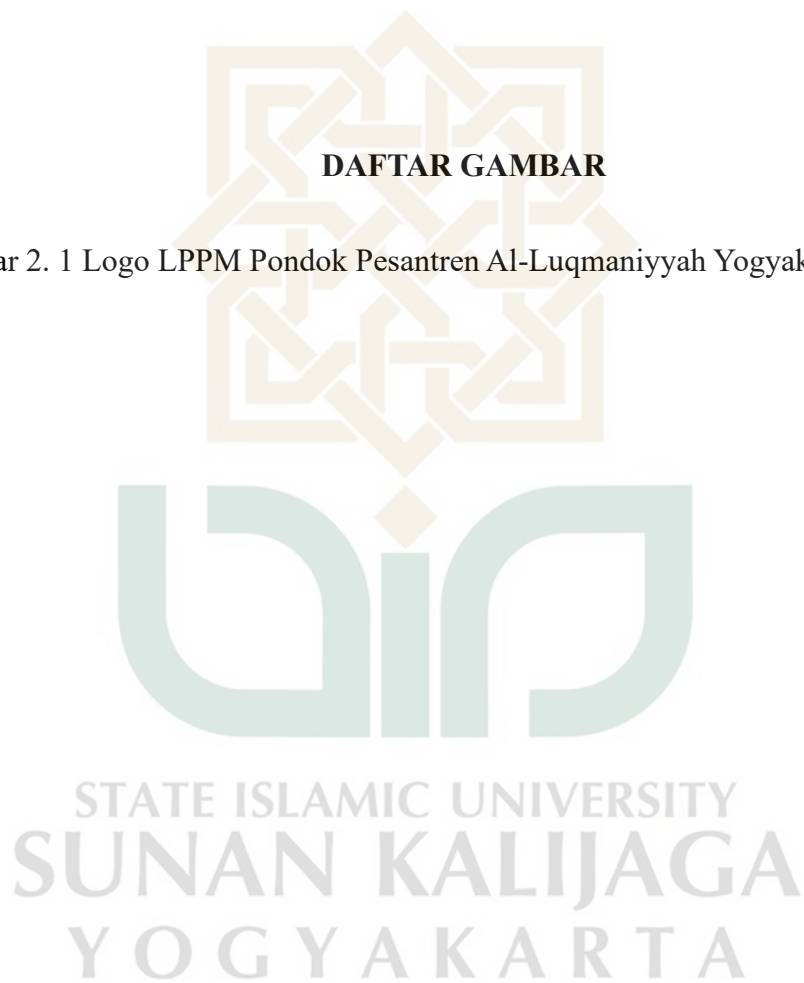 DAFTAR GAMBAR
ar 2. 1 Logo LPPM Pondok Pesantren Al-Luqmaniyyah Yogyak
STATE ISLAMIC UNIVERSITY
SUNAN KALIJAGA
YOGYAKARTA